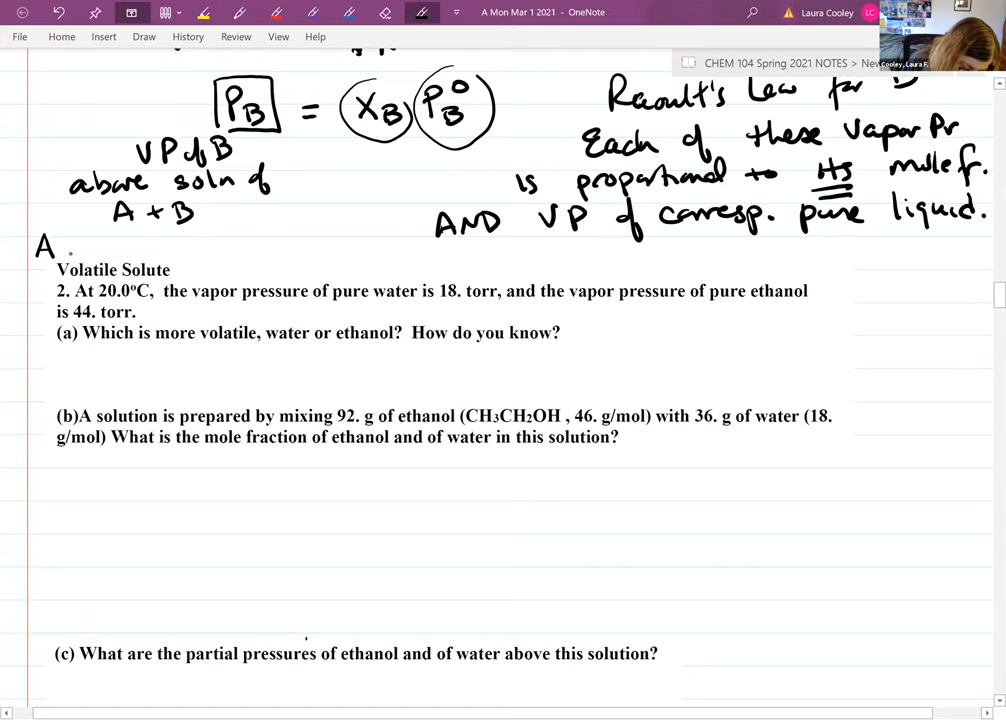 A Mon Mar 1 2021 - OneNote
Laura Cooley
LC
File Home Insert Draw History Review View Help
CHEM 104 Spring 2021 NOTES > New
Cooley, Laura F.
PB = (XB)(PB°)
VP of B
above soln of
A + B
Raoult's Law for B
Each of these vapor Pr
is proportional to its mole fr.
AND VP of corresp. pure liquid.
A
Volatile Solute
2. At 20.0°C, the vapor pressure of pure water is 18. torr, and the vapor pressure of pure ethanol
is 44. torr.
(a) Which is more volatile, water or ethanol? How do you know?
(b)A solution is prepared by mixing 92. g of ethanol (CH3CH2OH , 46. g/mol) with 36. g of water (18.
g/mol) What is the mole fraction of ethanol and of water in this solution?
(c) What are the partial pressures of ethanol and of water above this solution?